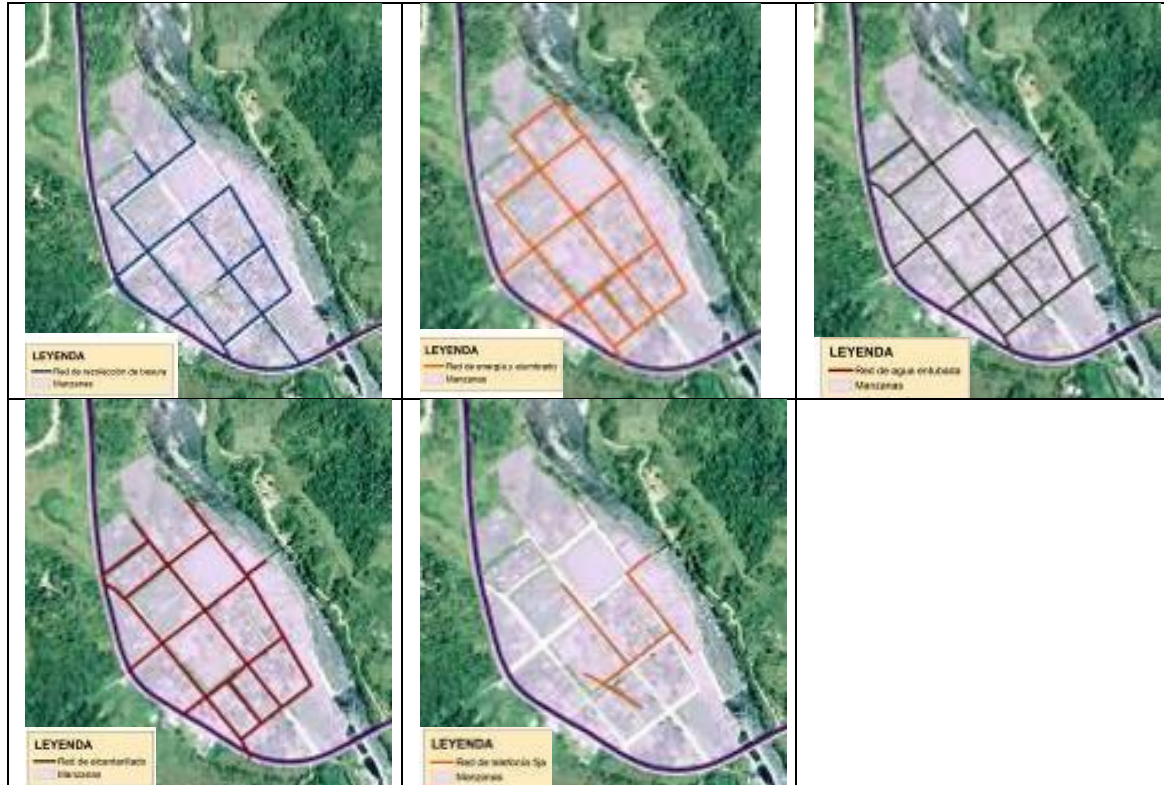 LEYENDA
Red de recolección de basura
Manzanas
LEYENDA
Red de energía y alumbrado
Manzanas
LEYENDA
Red de agua entubada
Manzanas
LEYENDA
Red de alcantarillado
Manzanas
LEYENDA
Red de telefonía fija
Manzanas